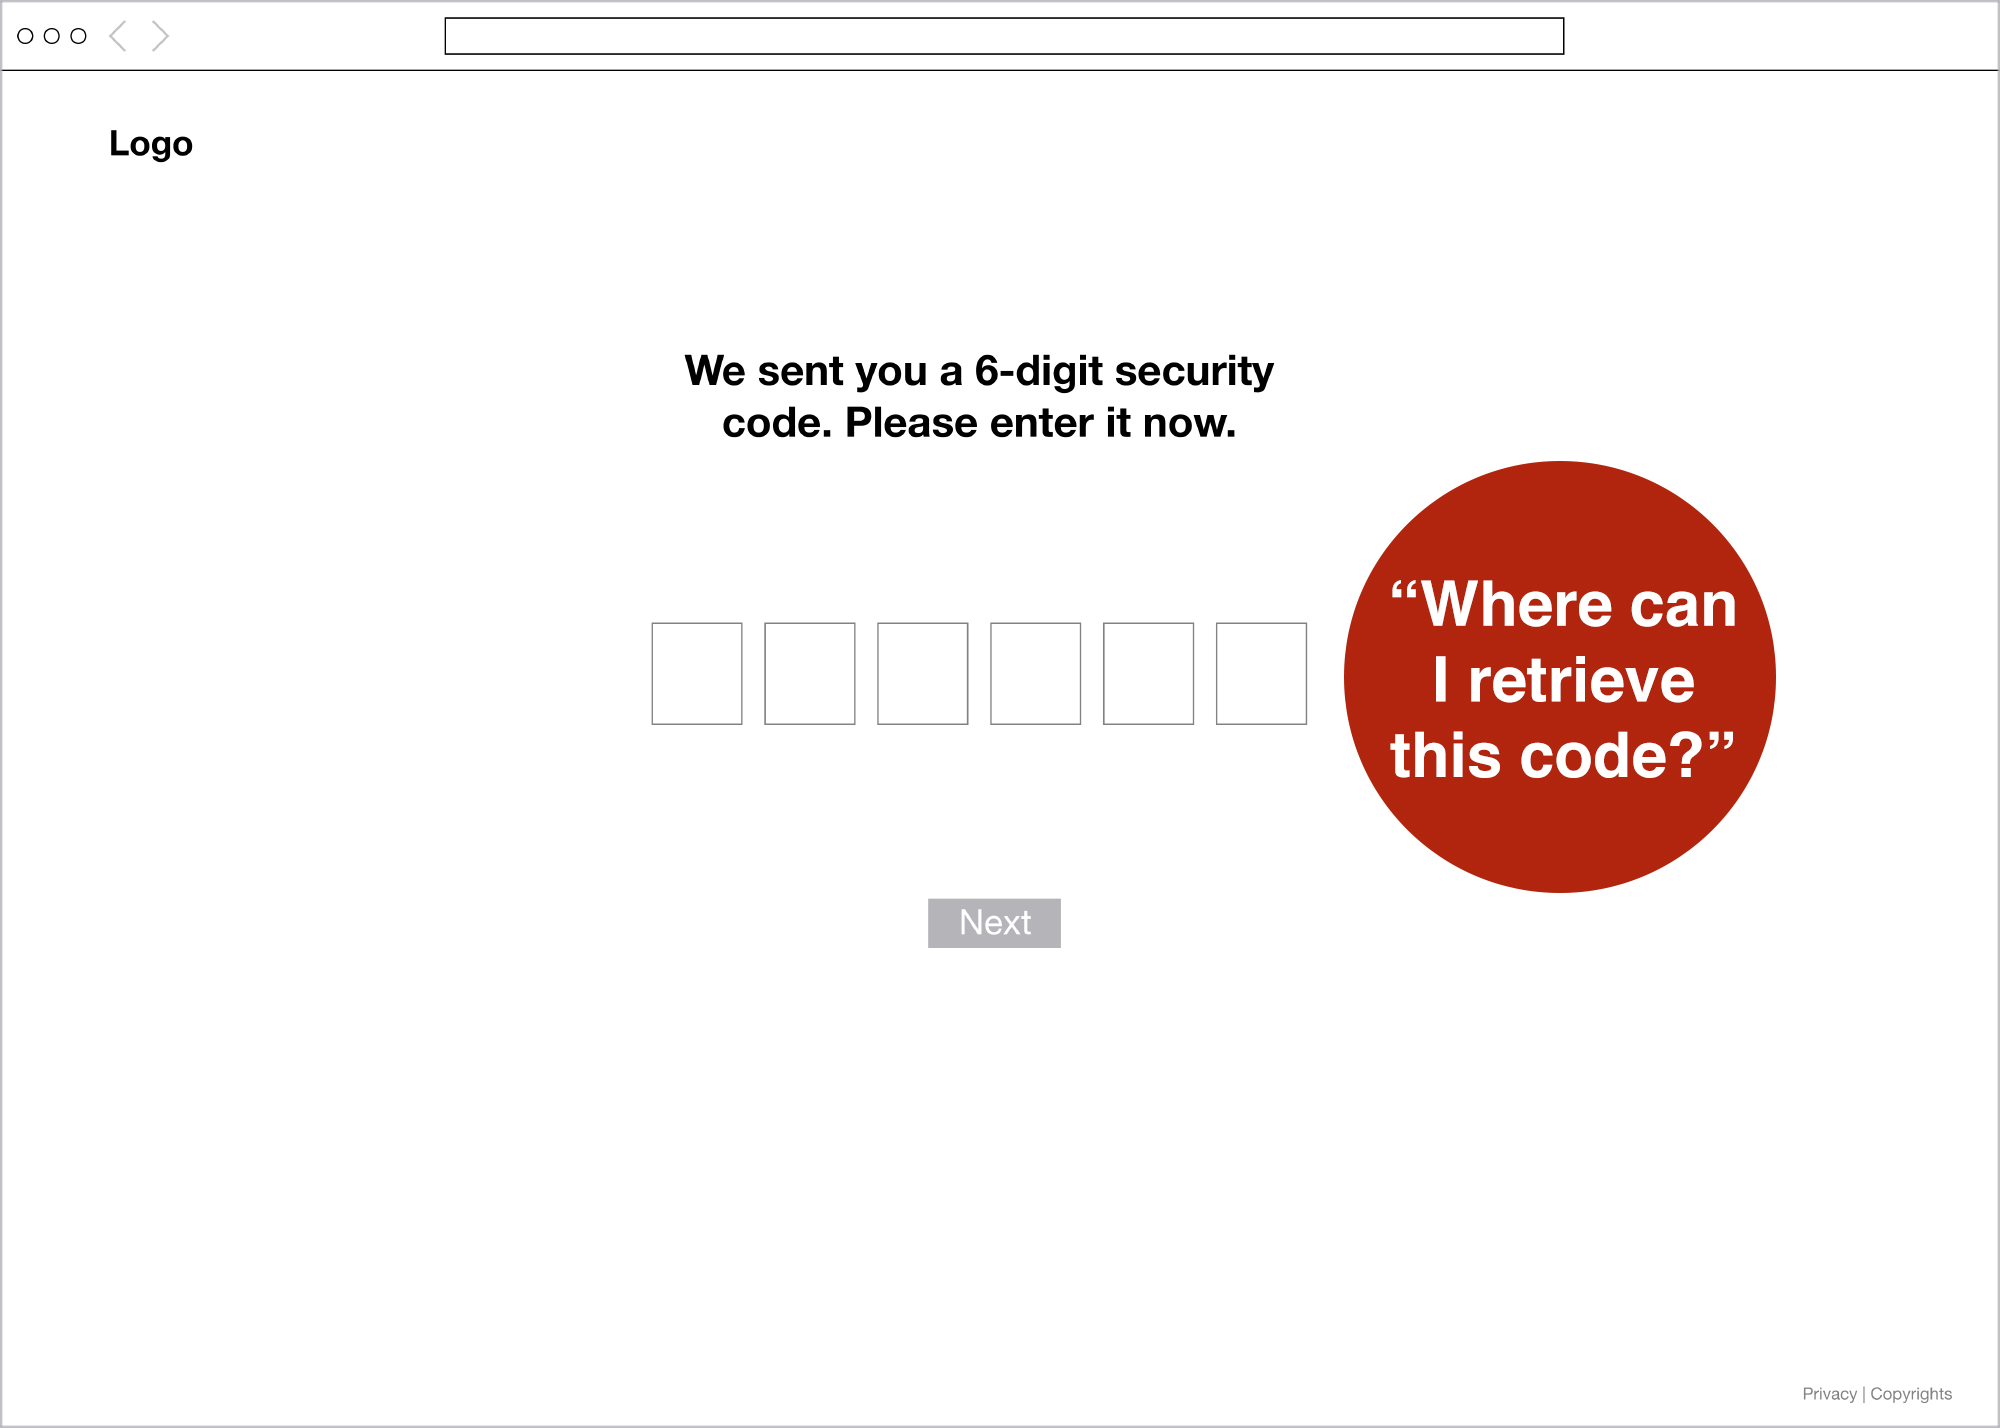 Logo
We sent you a 6-digit security
code. Please enter it now.
“Where can
I retrieve
this code?”
Next
Privacy | Copyrights